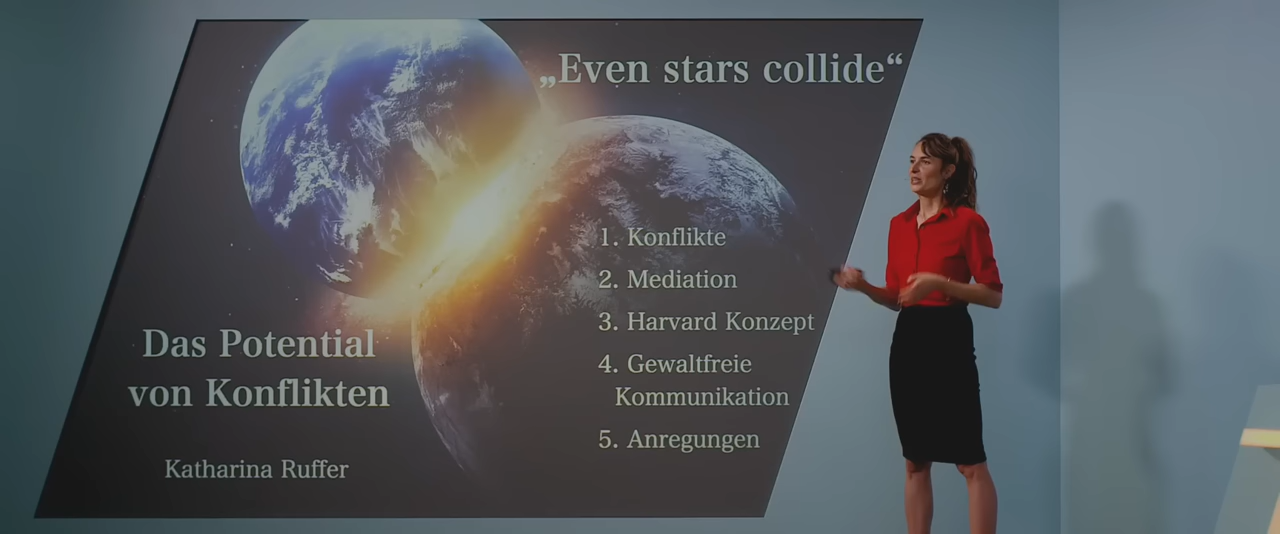 „Even stars collide“
1. Konflikte
2. Mediation
3. Harvard Konzept
4. Gewaltfreie
Kommunikation
5. Anregungen
Das Potential
von Konflikten
Katharina Ruffer